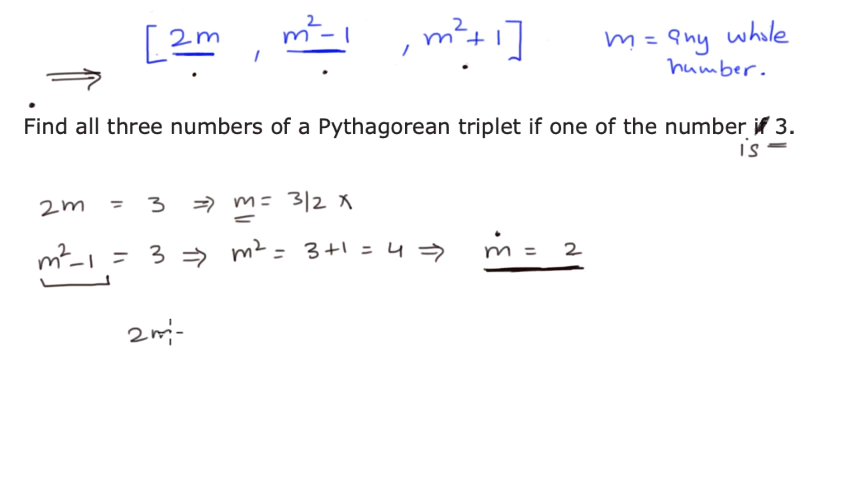 [ 2m , m²-1 , m²+1 ] m = any whole
number.
⇒
Find all three numbers of a Pythagorean triplet if one of the number if 3.
is
2m = 3 ⇒ m = 3/2 ×
m²-1 = 3 ⇒ m² = 3+1 = 4 ⇒ m = 2
2m-